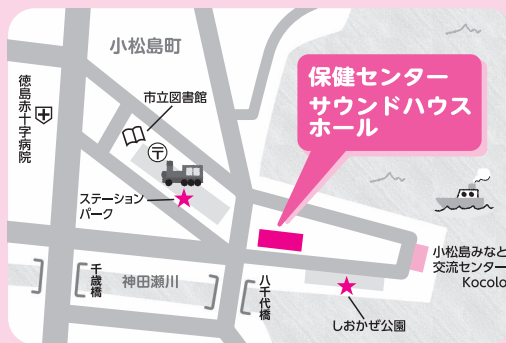 小松島町
保健センター
サウンドハウス
ホール
徳島赤十字病院
市立図書館
ステーション
パーク
小松島みなと
交流センター
Kocolo
千歳橋
神田瀬川
八千代橋
しおかぜ公園